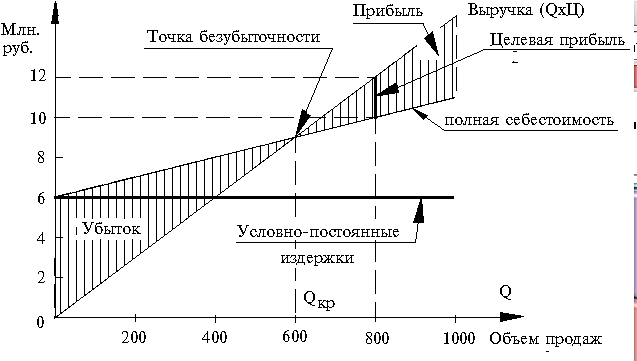 Млн.
руб.
Точка безубыточности
Прибыль
Выручка (QхЦ)
Целевая прибыль
12
10
полная себестоимость
8
6
Убыток
Условно-постоянные
издержки
4
2
0
Qкр
Q
200
400
600
800
1000
Объем продаж